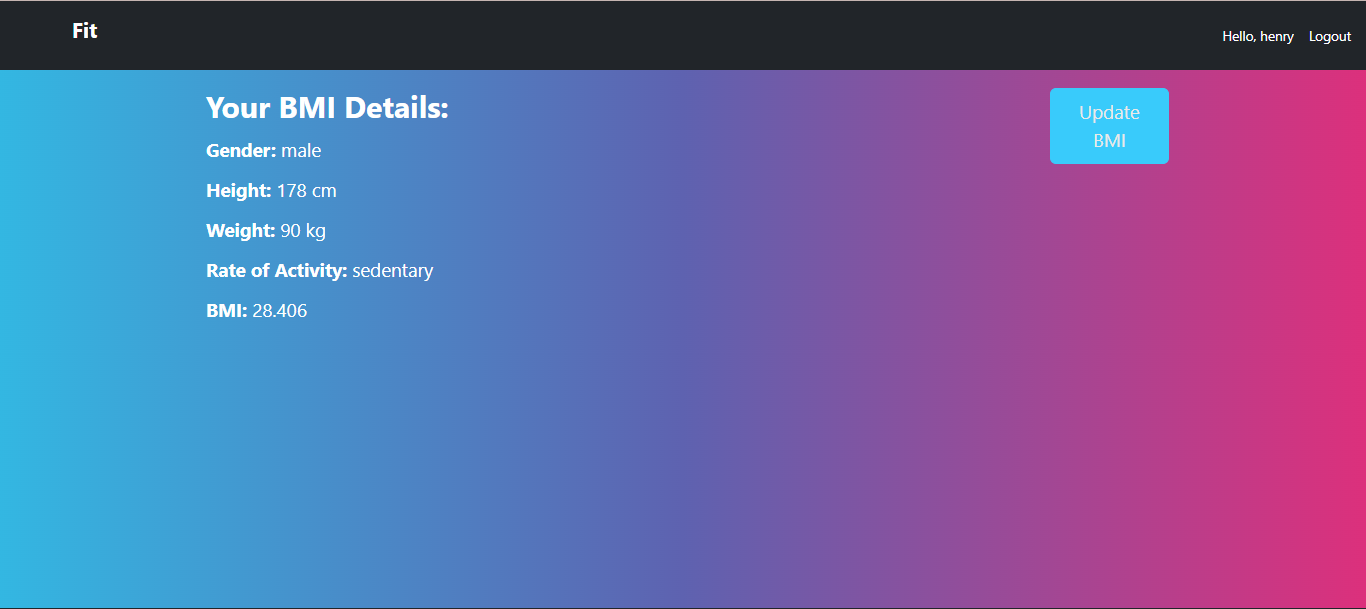 Fit
Hello, henry Logout
Your BMI Details:
Update
BMI
Gender: male
Height: 178 cm
Weight: 90 kg
Rate of Activity: sedentary
BMI: 28.406